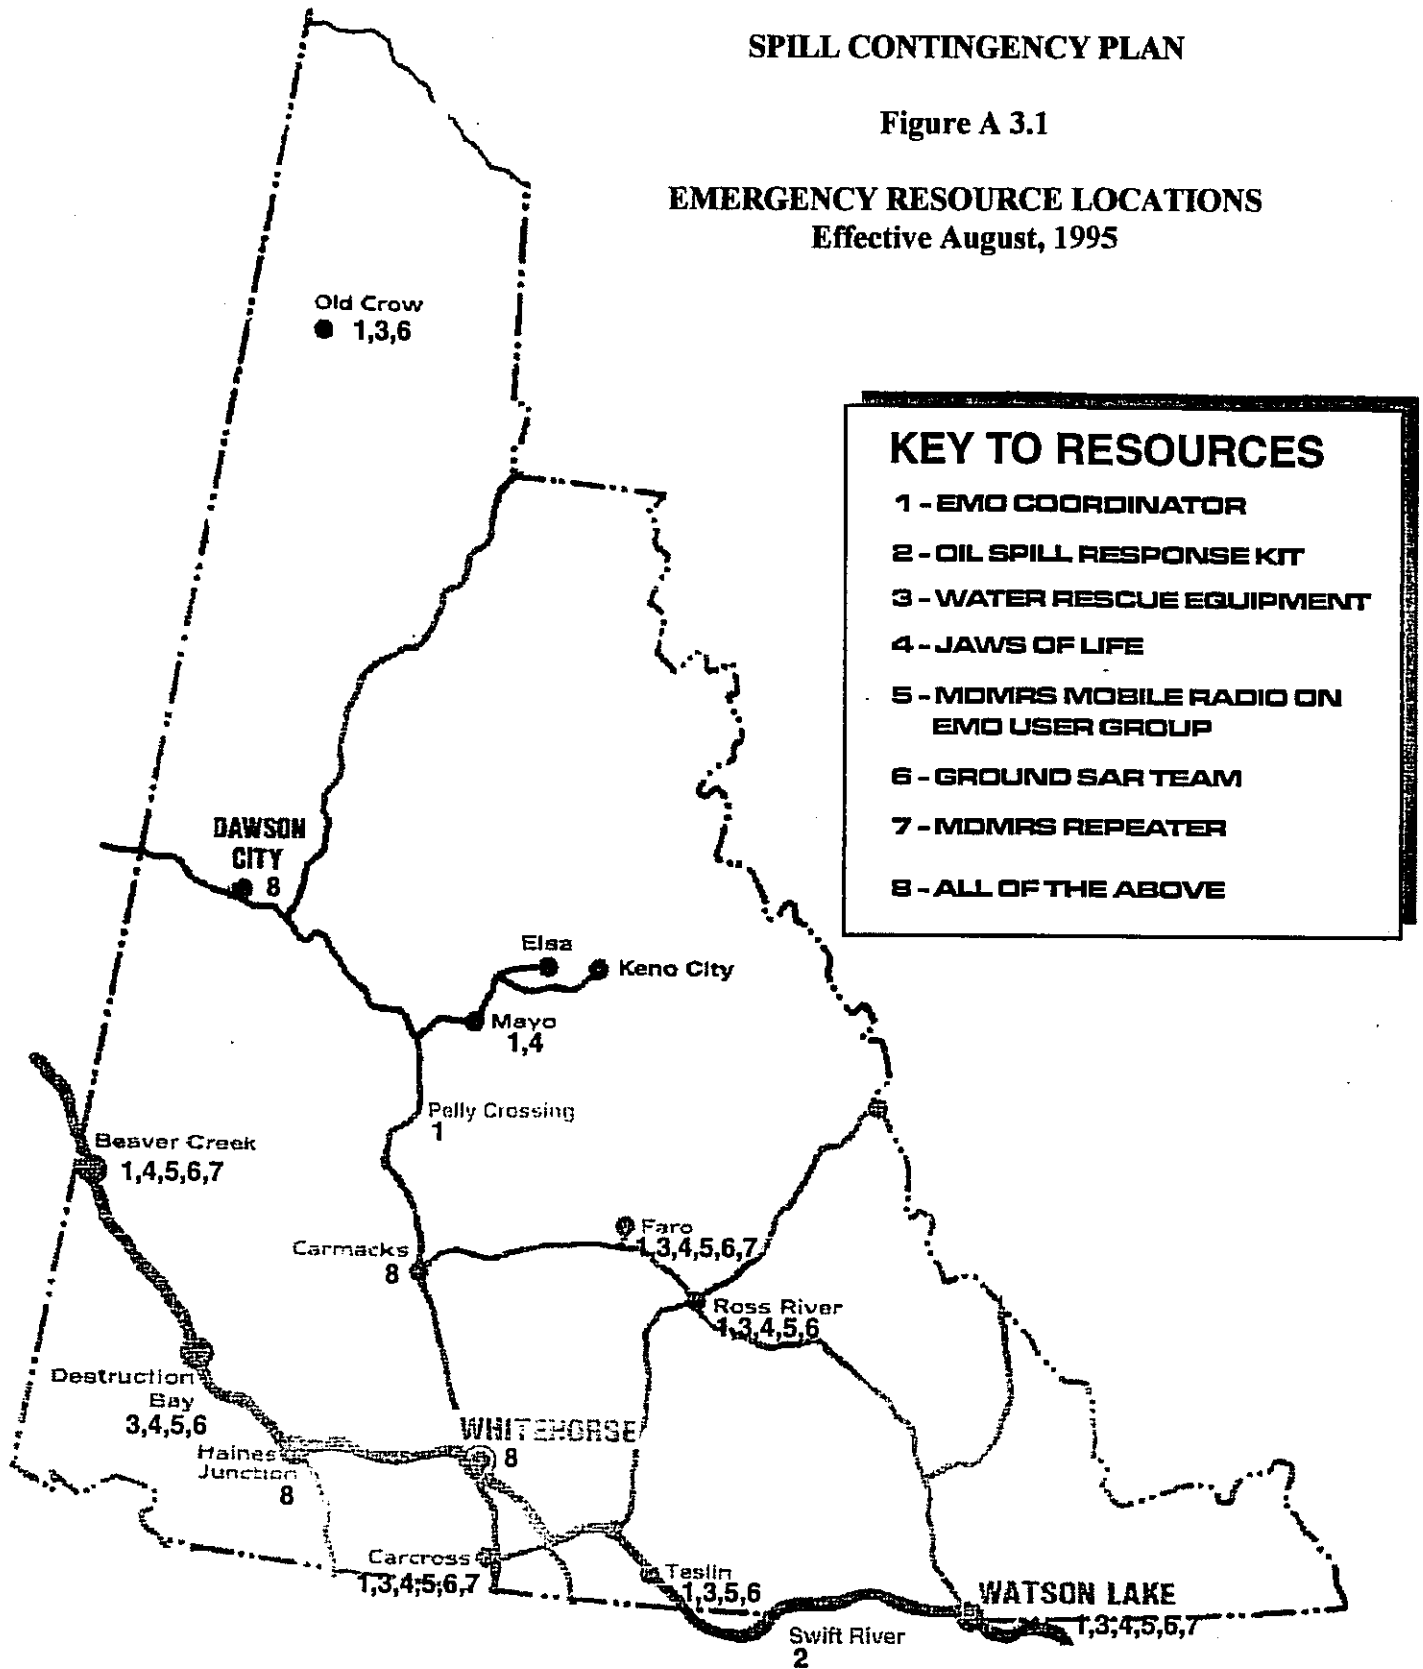 SPILL CONTINGENCY PLAN
Figure A 3.1
EMERGENCY RESOURCE LOCATIONS
Effective August, 1995
Old Crow
1,3,6
KEY TO RESOURCES
1 - EMO COORDINATOR
2 - OIL SPILL RESPONSE KIT
3 - WATER RESCUE EQUIPMENT
4 - JAWS OF LIFE
5 - MDMRS MOBILE RADIO ON
EMO USER GROUP
6 - GROUND SAR TEAM
7 - MDMRS REPEATER
8 - ALL OF THE ABOVE
DAWSON
CITY
8
Elsa
Keno City
Mayo
1,4
Pelly Crossing
1
Beaver Creek
1,4,5,6,7
Faro
1,3,4,5,6,7
Carmacks
8
Ross River
1,3,4,5,6
Destruction
Bay
3,4,5,6
WHITEHORSE
8
Haines
Junction
8
Carcross
1,3,4,5,6,7
Teslin
1,3,5,6
WATSON LAKE
1,3,4,5,6,7
Swift River
2